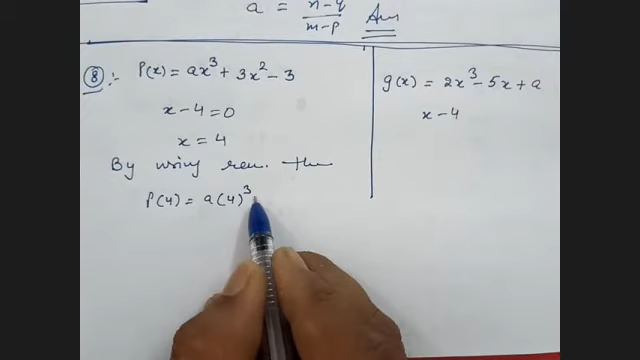 a = n-q / m-p Ans
8 :- P(x) = ax³ + 3x² - 3
x - 4 = 0
x = 4
By using rem. thm
P(4) = a(4)³
g(x) = 2x³ - 5x + a
x - 4